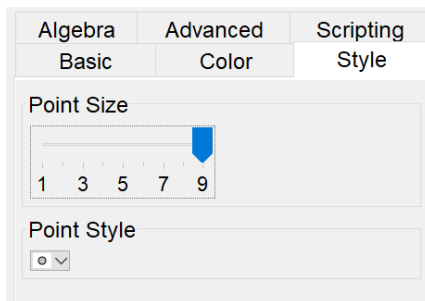 Algebra Advanced Scripting
Basic Color Style
Point Size
1 3 5 7 9
Point Style